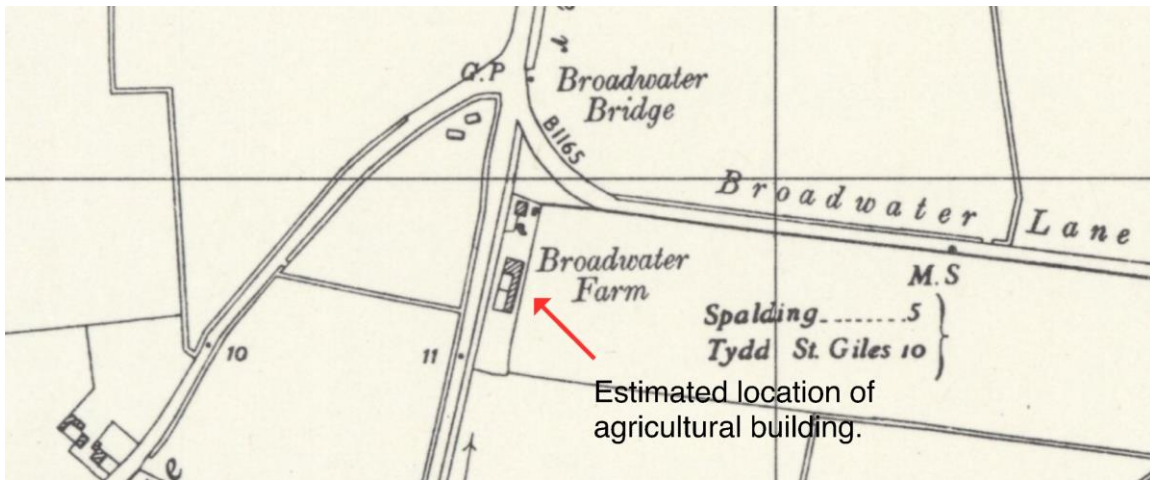 G.P
Broadwater
Bridge
B1165
Broadwater Lane
Broadwater
Farm
M.S
Spalding.........5
Tydd St. Giles 10
10
11
Estimated location of
agricultural building.